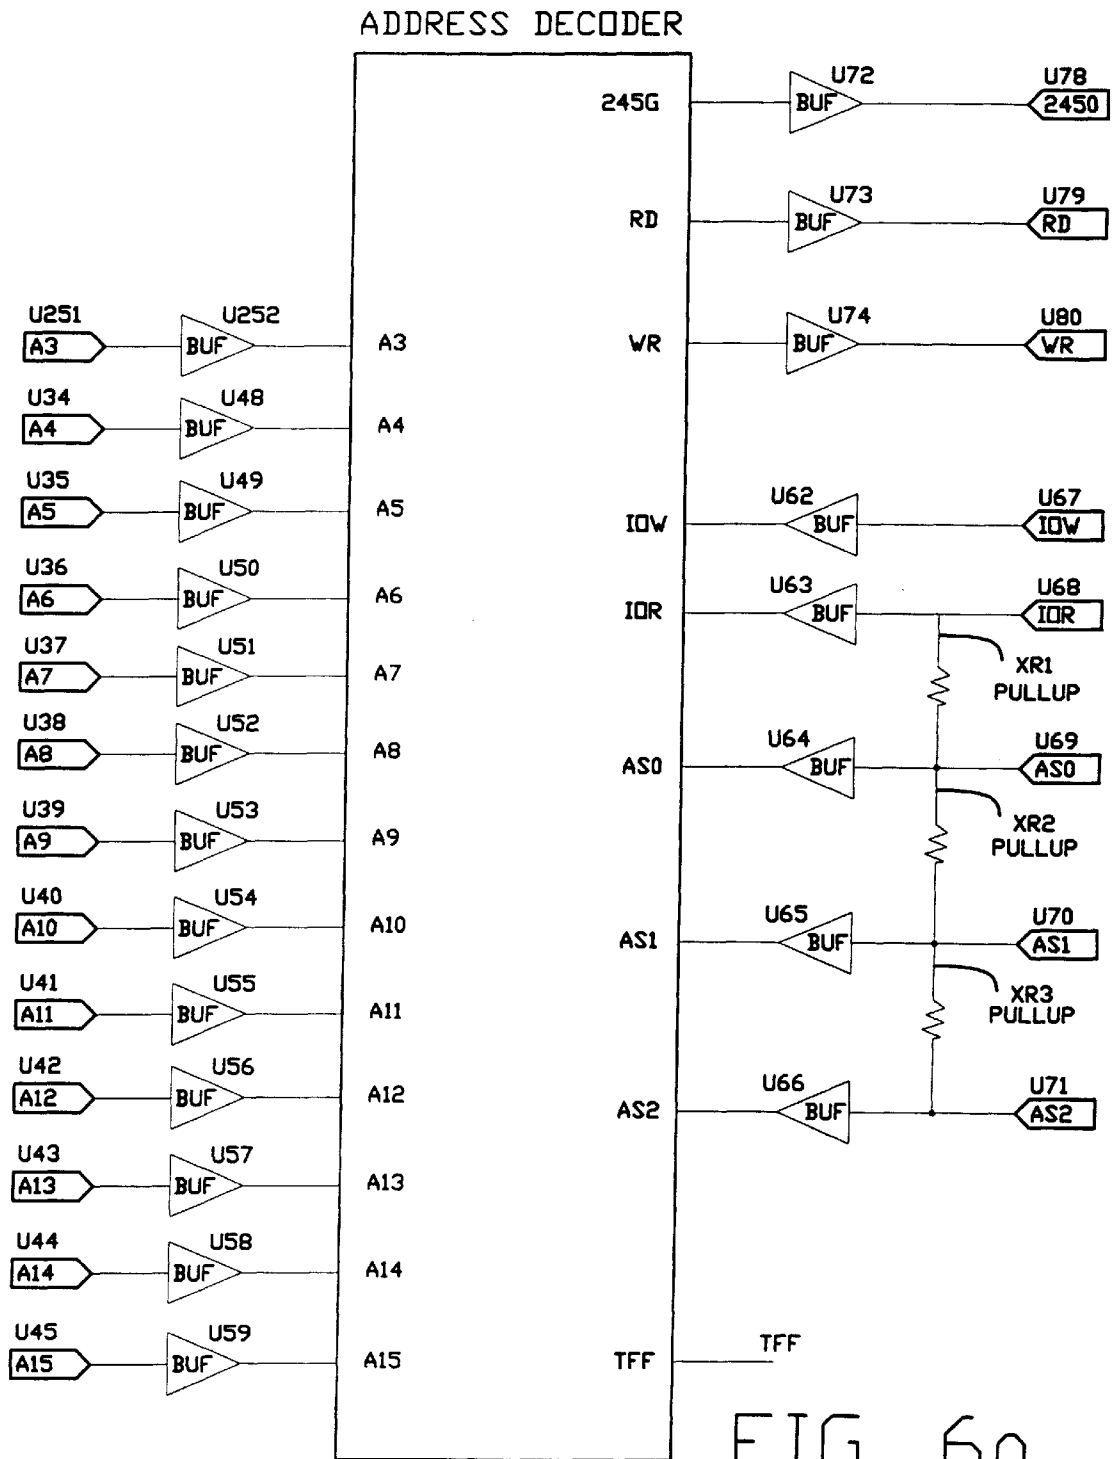 ADDRESS DECODER
U72 U78
245G BUF 2450
U73 U79
RD BUF RD
U251 U252 U74 U80
A3 BUF A3 WR BUF WR
U34 U48
A4 BUF A4
U35 U49 U62 U67
A5 BUF A5 IOW BUF IOW
U36 U50 U63 U68
A6 BUF A6 IOR BUF IOR
U37 U51 XR1
A7 BUF A7 PULLUP
U38 U52 U64 U69
A8 BUF A8 AS0 BUF AS0
U39 U53 XR2
A9 BUF A9 PULLUP
U40 U54 U65 U70
A10 BUF A10 AS1 BUF AS1
U41 U55 XR3
A11 BUF A11 PULLUP
U42 U56 U66 U71
A12 BUF A12 AS2 BUF AS2
U43 U57
A13 BUF A13
U44 U58
A14 BUF A14
U45 U59 TFF
A15 BUF A15 TFF
FIG. 6a